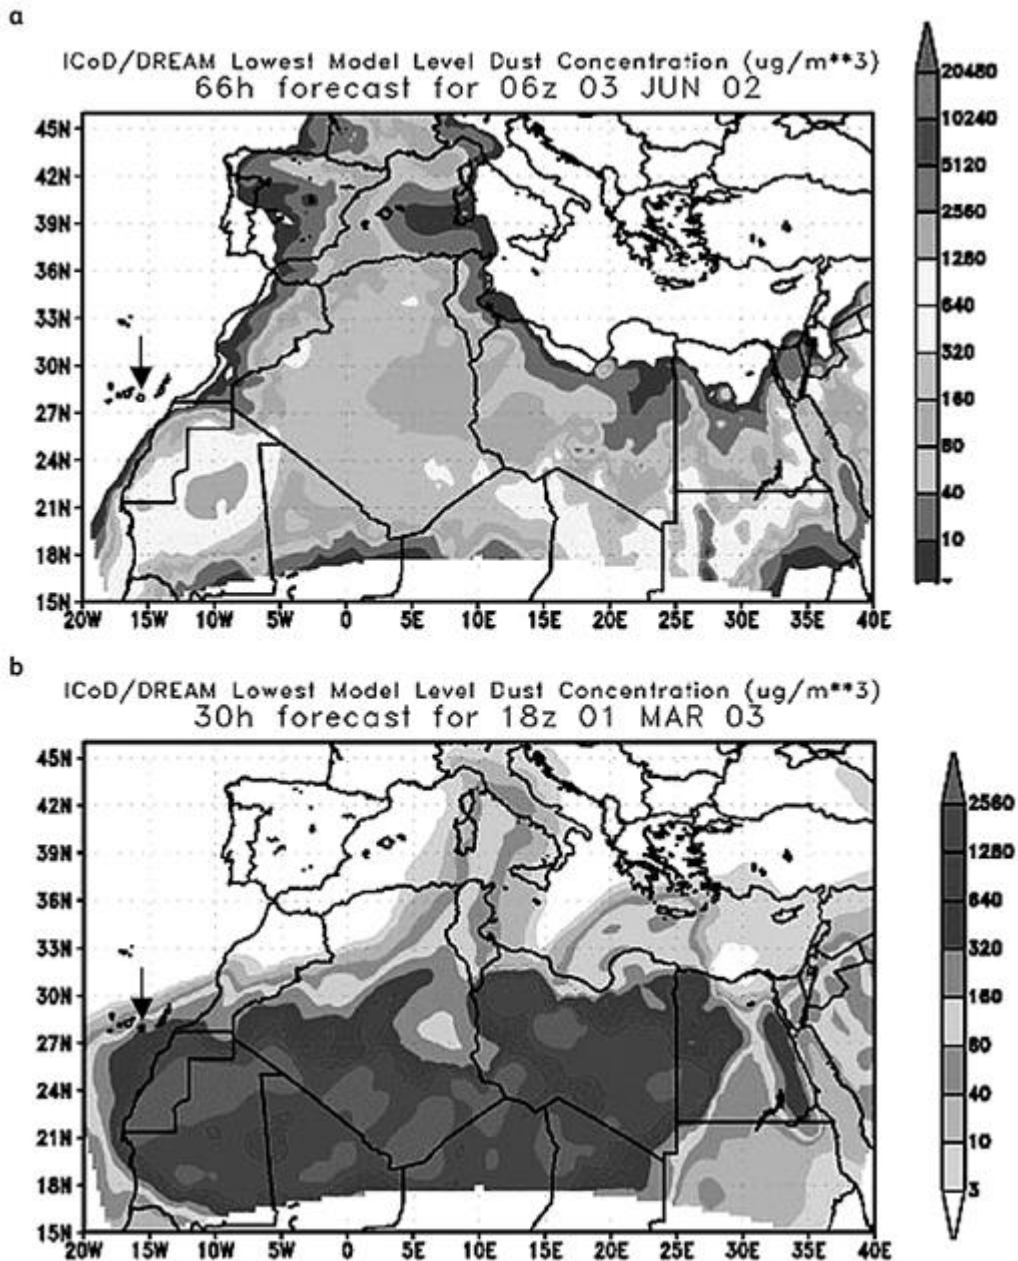 a
ICoD/DREAM Lowest Model Level Dust Concentration (ug/m**3)
66h forecast for 06z 03 JUN 02
45N
42N
39N
36N
33N
30N
27N
24N
21N
18N
15N
20W 15W 10W 5W 0 5E 10E 15E 20E 25E 30E 35E 40E
20480
10240
5120
2560
1280
640
320
160
80
40
10
b
ICoD/DREAM Lowest Model Level Dust Concentration (ug/m**3)
30h forecast for 18z 01 MAR 03
45N
42N
39N
36N
33N
30N
27N
24N
21N
18N
15N
20W 15W 10W 5W 0 5E 10E 15E 20E 25E 30E 35E 40E
2560
1280
640
320
160
80
40
10
3